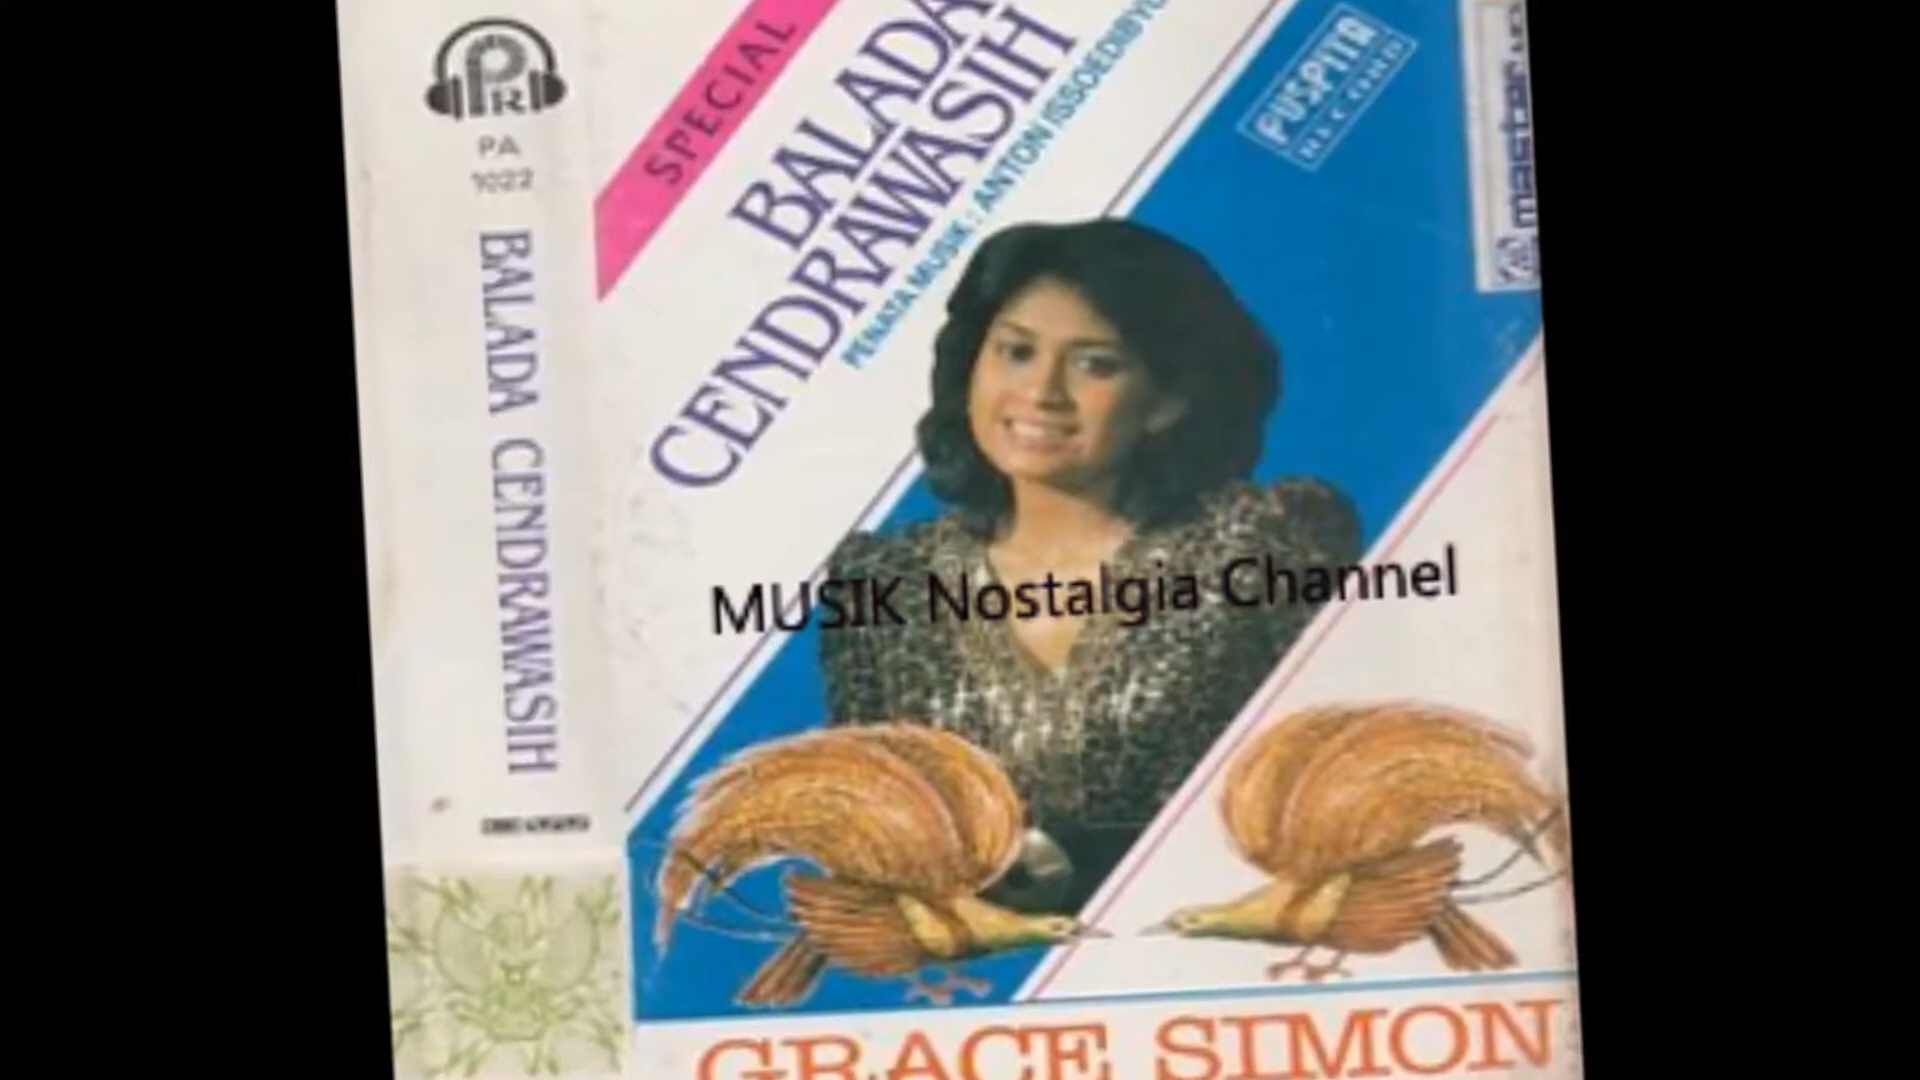 PR
PA
1022
BALADA CENDRAWASIH
SPECIAL
BALADA
CENDRAWASIH
PENATA MUSIK : ANTON ISSOEDIBYO
PUSPITA
RECORD
master
MUSIK Nostalgia Channel
GRACE SIMON